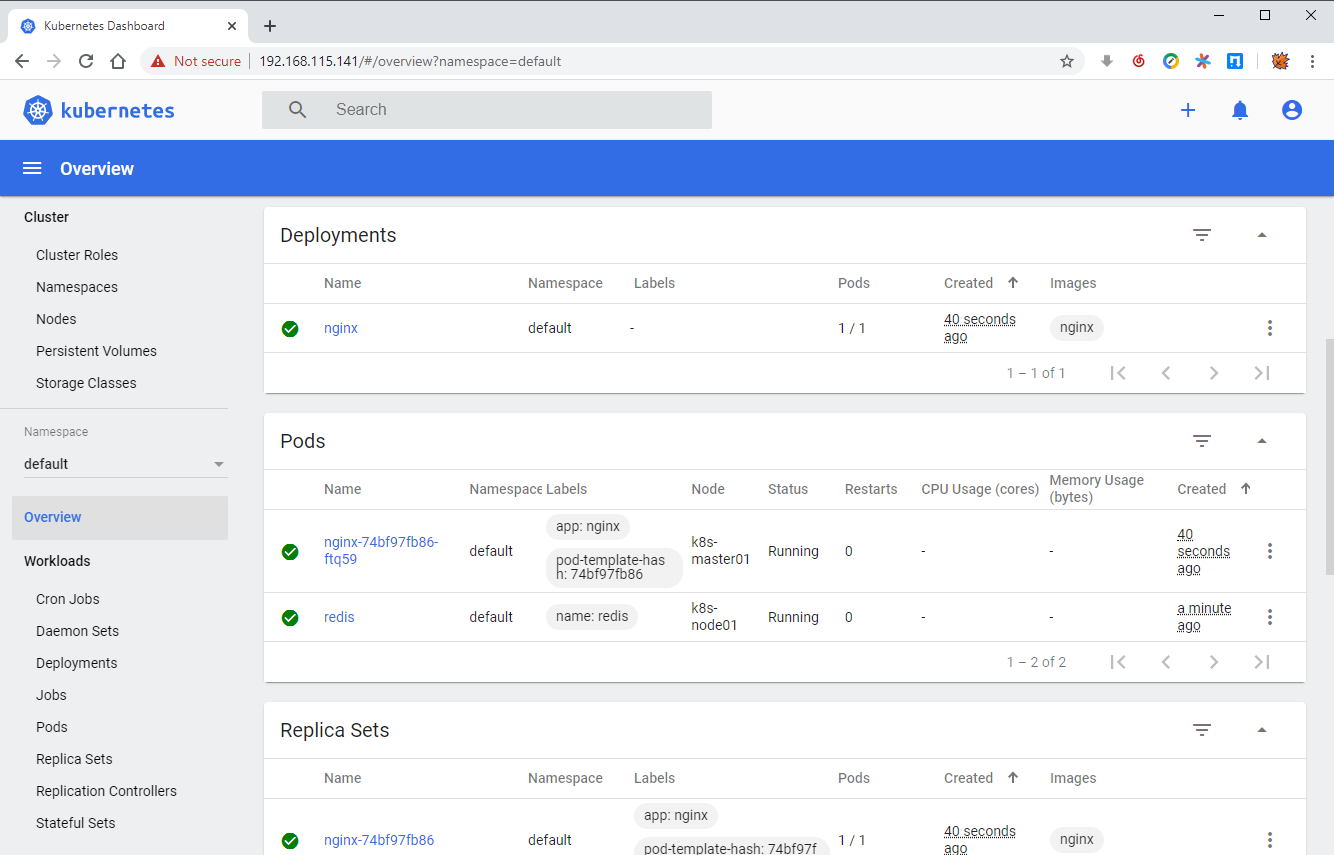 Kubernetes Dashboard
Not secure
192.168.115.141/#/overview?namespace=default
kubernetes
Search
Overview
Cluster
Cluster Roles
Namespaces
Nodes
Persistent Volumes
Storage Classes
Namespace
default
Overview
Workloads
Cron Jobs
Daemon Sets
Deployments
Jobs
Pods
Replica Sets
Replication Controllers
Stateful Sets
Deployments
Name Namespace Labels Pods Created Images
nginx default - 1 / 1 40 seconds ago nginx
1 – 1 of 1
Pods
Name Namespace Labels Node Status Restarts CPU Usage (cores) Memory Usage (bytes) Created
nginx-74bf97fb86-ftq59 default app: nginx pod-template-hash: 74bf97fb86 k8s-master01 Running 0 - - 40 seconds ago
redis default name: redis k8s-node01 Running 0 - - a minute ago
1 – 2 of 2
Replica Sets
Name Namespace Labels Pods Created Images
nginx-74bf97fb86 default app: nginx pod-template-hash: 74bf97f 1 / 1 40 seconds ago nginx